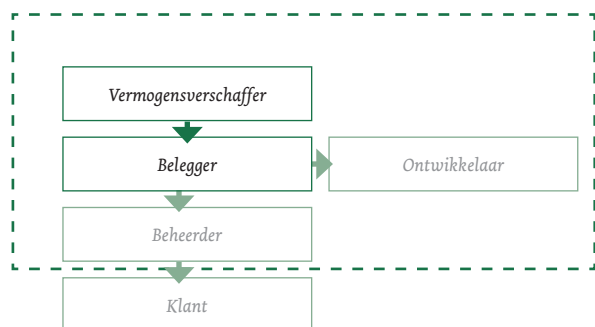 Vermogensverschaffer
Belegger
Ontwikkelaar
Beheerder
Klant